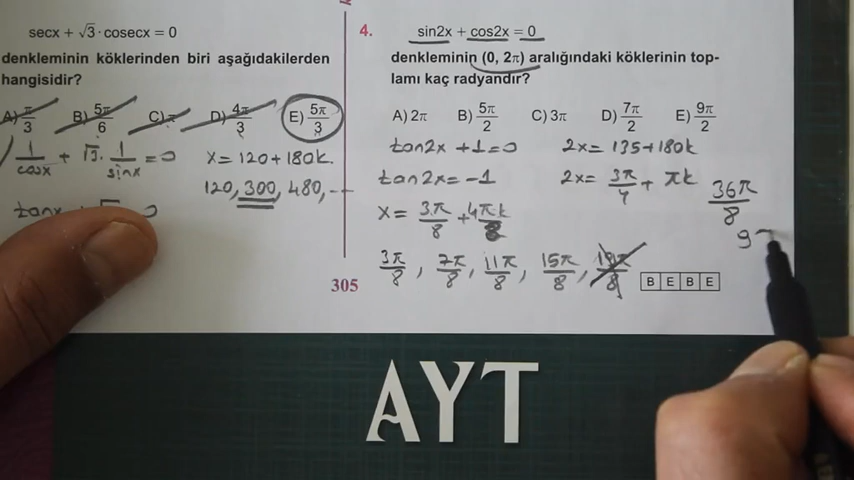 secx + √3·cosecx = 0
denkleminin köklerinden biri aşağıdakilerden
hangisidir?
A) π/3 B) 5π/6 C) π D) 4π/3 E) 5π/3
1/cosx + √3. 1/sinx = 0
x = 120+180k.
120, 300, 480, --
tanx
4.
sin2x + cos2x = 0
denkleminin (0, 2π) aralığındaki köklerinin top-
lamı kaç radyandır?
A) 2π B) 5π/2 C) 3π D) 7π/2 E) 9π/2
tan2x +1=0
2x = 135+180k
tan2x = -1
2x = 3π/4 + πk
x = 3π/8 + 4πk/8
36π/8
9
3π/8, 7π/8, 11π/8, 15π/8, 19π/8
305
B E B E
AYT